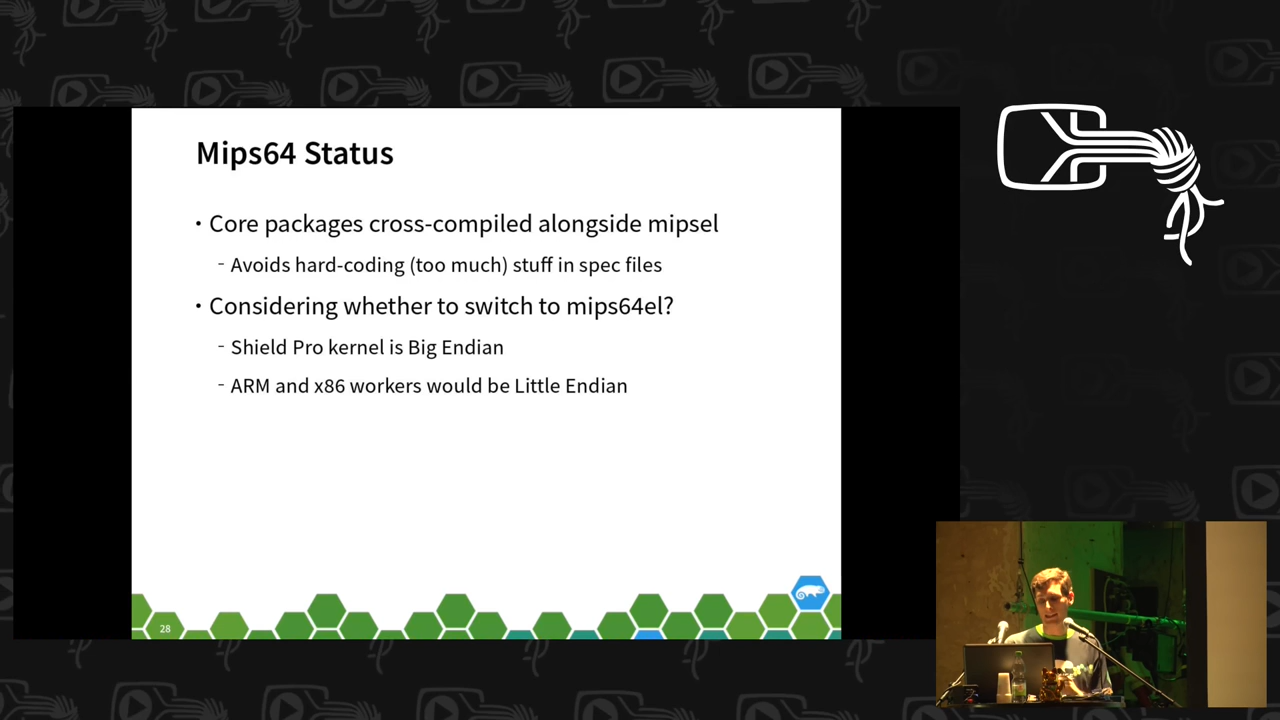 Mips64 Status
• Core packages cross-compiled alongside mipsel
- Avoids hard-coding (too much) stuff in spec files
• Considering whether to switch to mips64el?
- Shield Pro kernel is Big Endian
- ARM and x86 workers would be Little Endian
28